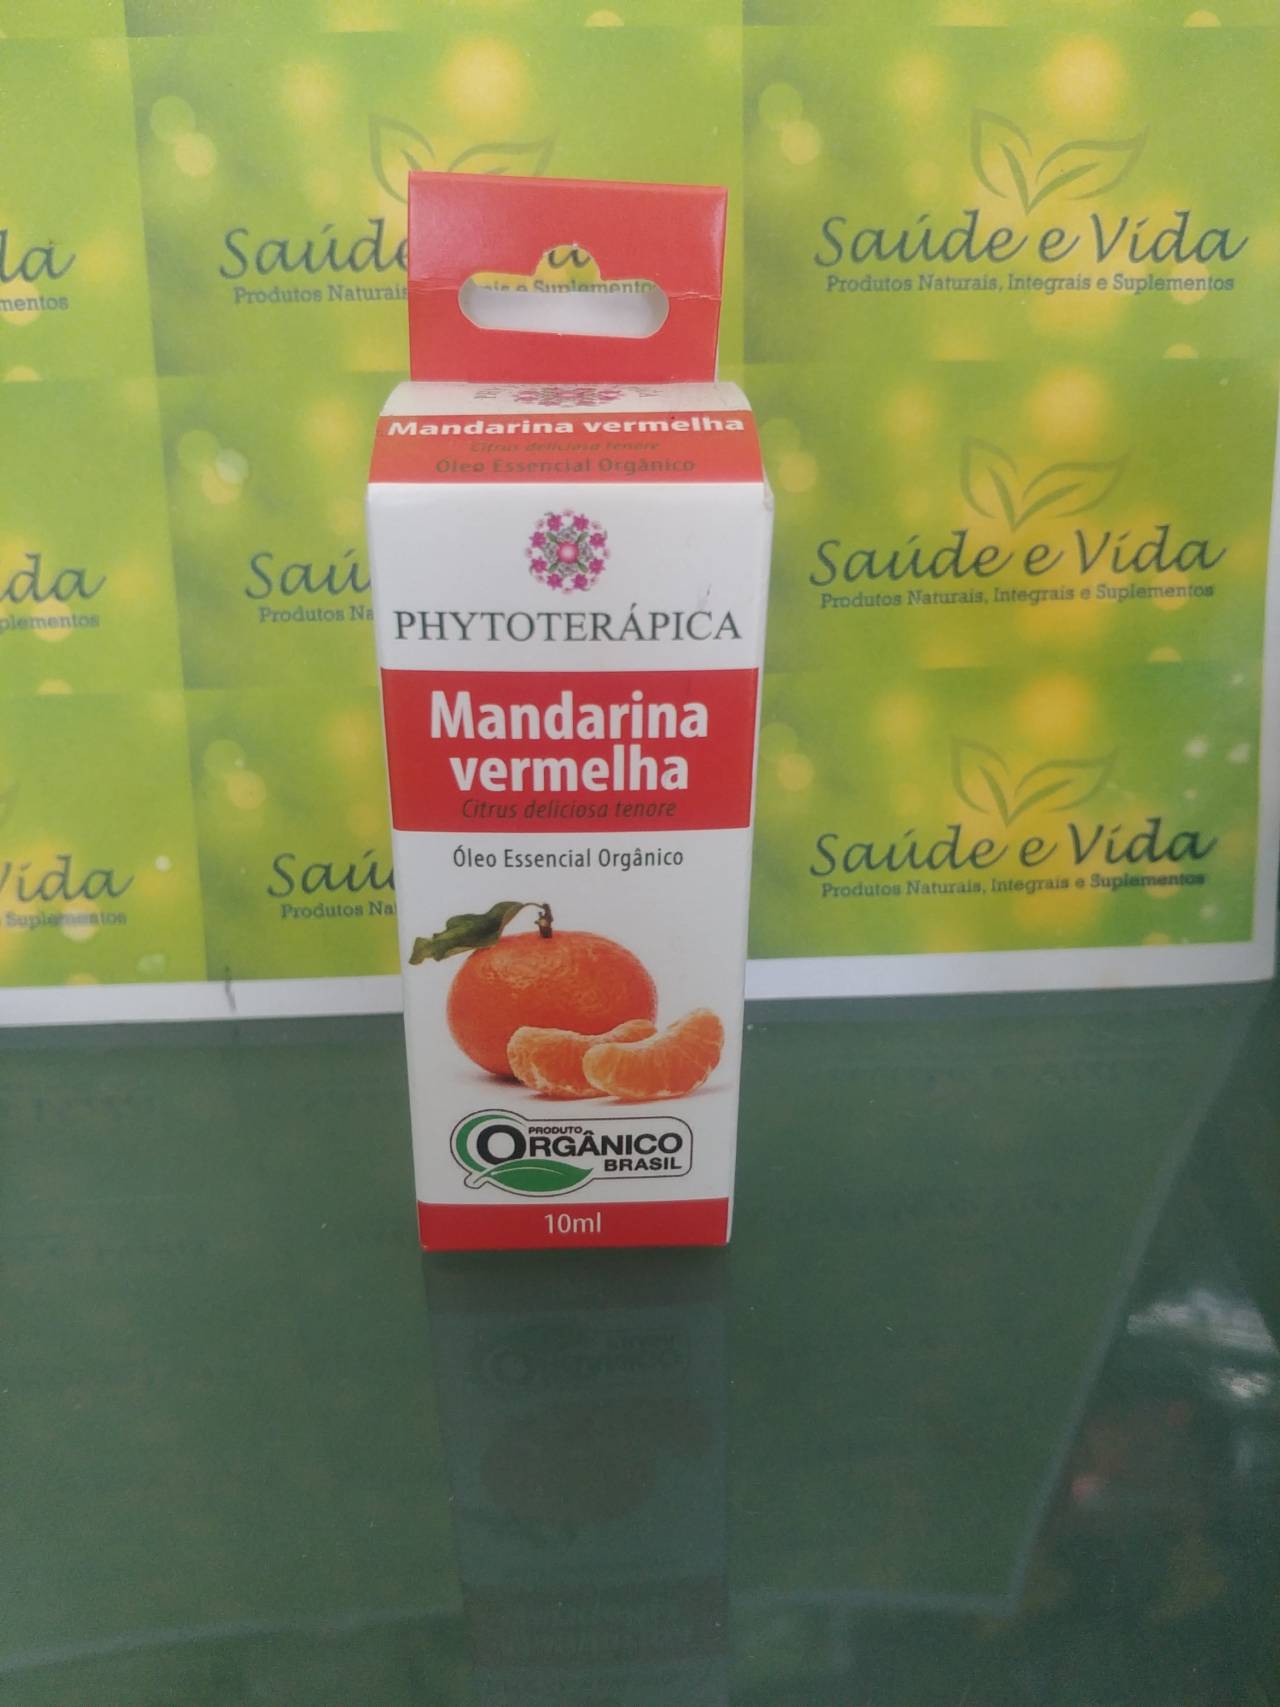 Saúde e Vida
Produtos Naturais, Integrais e Suplementos
Mandarina vermelha
Citrus deliciosa tenore
Óleo Essencial Orgânico
PHYTOTERÁPICA
Mandarina
vermelha
Citrus deliciosa tenore
Óleo Essencial Orgânico
PRODUTO
ORGÂNICO
BRASIL
10ml
Saúde e Vida
Produtos Naturais, Integrais e Suplementos
Saúde e Vida
Produtos Naturais, Integrais e Suplementos